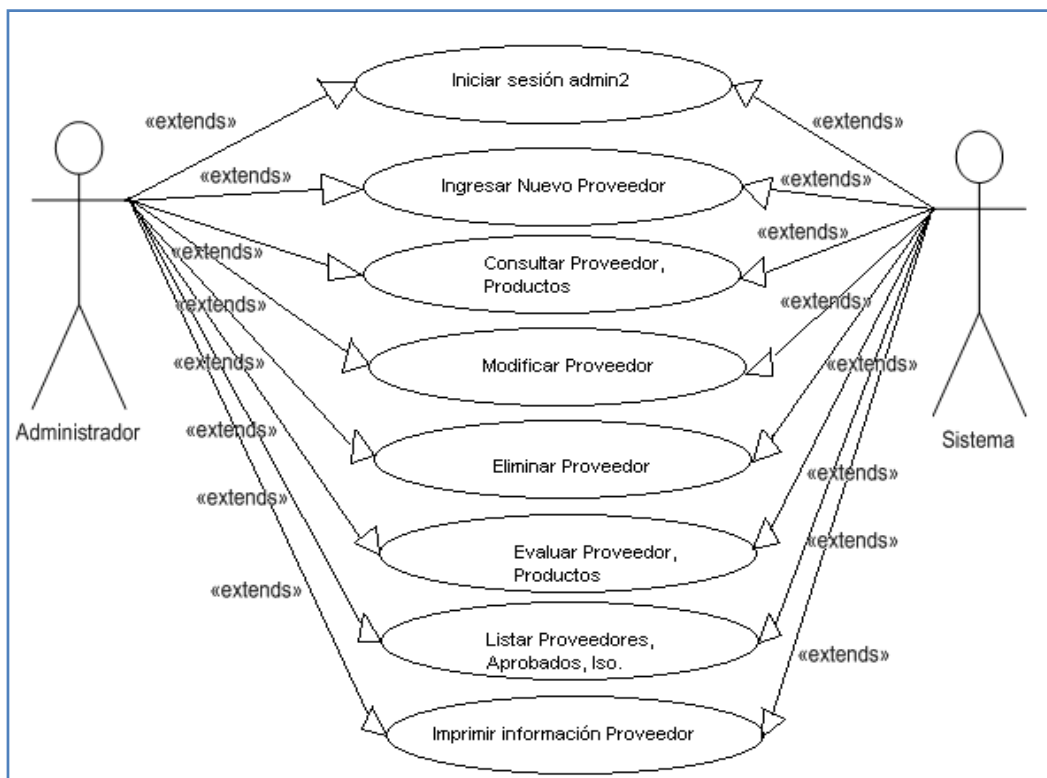 Iniciar sesión admin2
«extends»
«extends»
«extends»
Ingresar Nuevo Proveedor
«extends»
«extends»
Consultar Proveedor,
Productos
«extends»
«extends»
«extends»
«extends»
Modificar Proveedor
«extends»
Administrador
«extends»
Sistema
Eliminar Proveedor
«extends»
«extends»
«extends»
Evaluar Proveedor,
Productos
«extends»
Listar Proveedores,
Aprobados, Iso.
«extends»
Imprimir información Proveedor